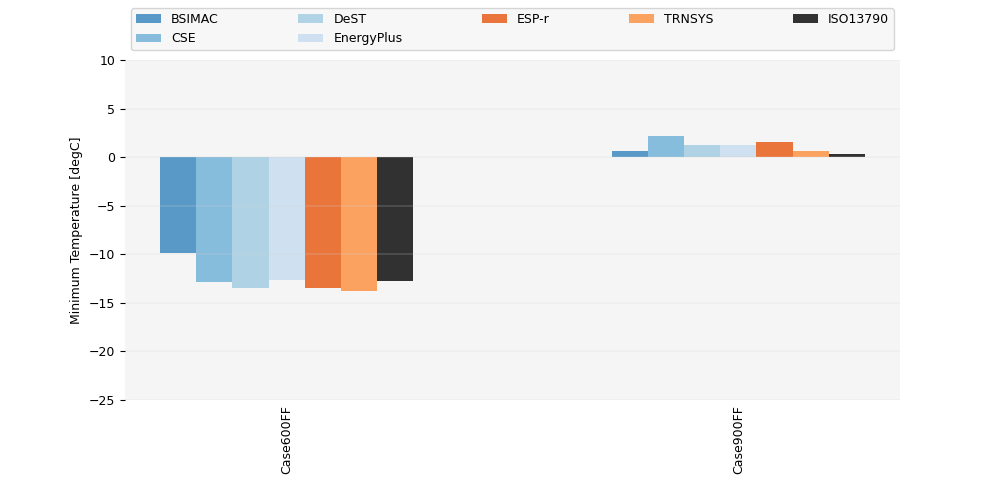 BSIMAC DeST ESP-r TRNSYS ISO13790
CSE EnergyPlus
10
5
0
−5
−10
−15
−20
−25
Minimum Temperature [degC]
Case600FF
Case900FF